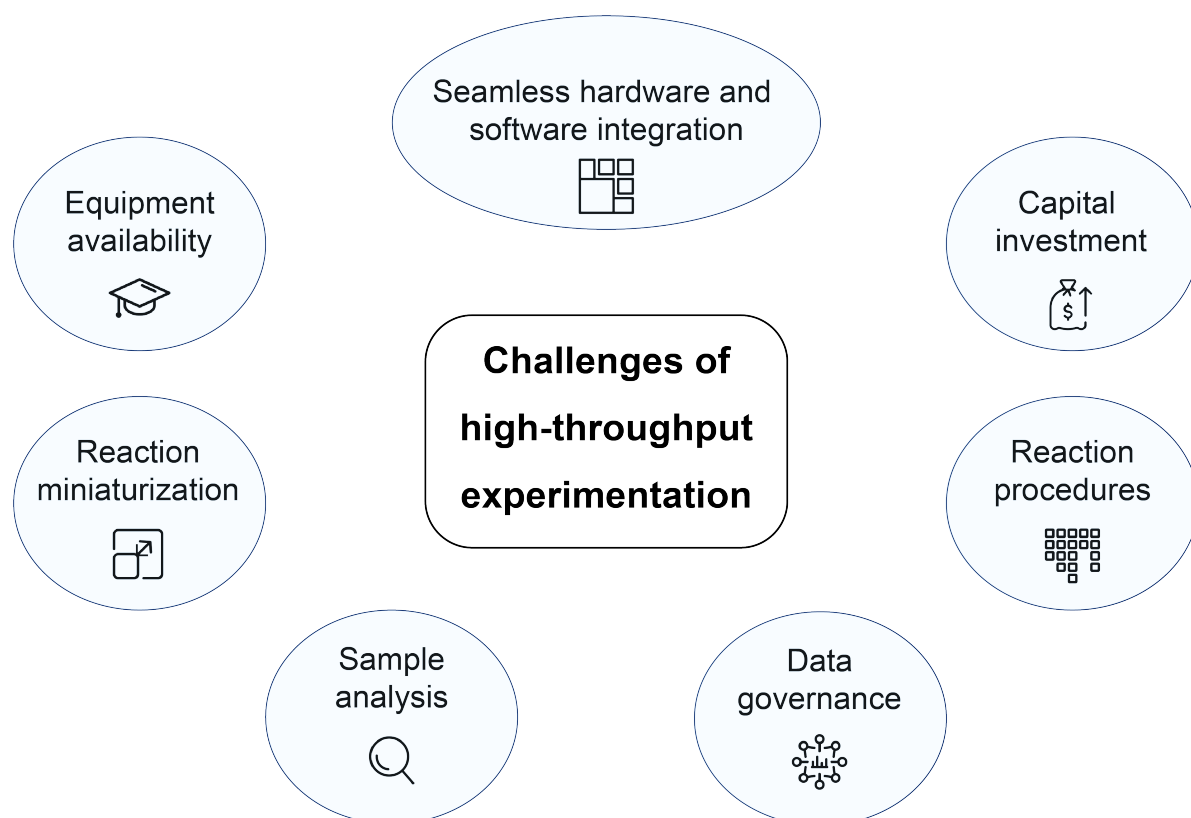 Seamless hardware and
software integration
Equipment
availability
Capital
investment
$
Challenges of
high-throughput
experimentation
Reaction
miniaturization
Reaction
procedures
Sample
analysis
Data
governance